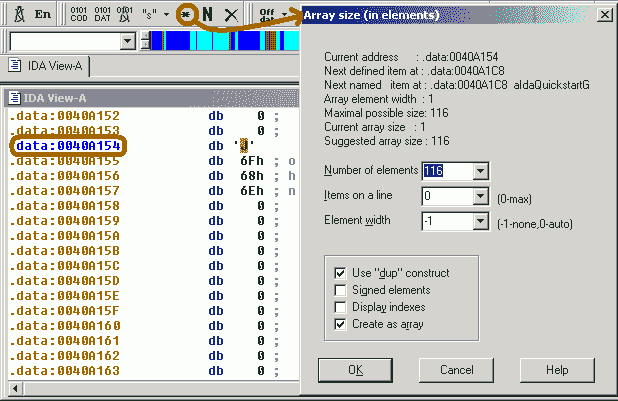 En
0101 COD
0101 DAT
"s"
*
N
Off
dat
IDA View-A
IDA View-A
.data:0040A152 db 0 ;
.data:0040A153 db 0 ;
.data:0040A154 db 'J'
.data:0040A155 db 6Fh ; o
.data:0040A156 db 68h ; h
.data:0040A157 db 6Eh ; n
.data:0040A158 db 0 ;
.data:0040A159 db 0 ;
.data:0040A15A db 0 ;
.data:0040A15B db 0 ;
.data:0040A15C db 0 ;
.data:0040A15D db 0 ;
.data:0040A15E db 0 ;
.data:0040A15F db 0 ;
.data:0040A160 db 0 ;
.data:0040A161 db 0 ;
.data:0040A162 db 0 ;
.data:0040A163 db 0 ;
Array size (in elements)
Current address : .data:0040A154
Next defined item at : .data:0040A1C8
Next named item at : .data:0040A1C8 aIdaQuickstartG
Array element width : 1
Maximal possible size: 116
Current array size : 1
Suggested array size : 116
Number of elements 116
Items on a line 0 (0-max)
Element width -1 (-1-none,0-auto)
Use "dup" construct
Signed elements
Display indexes
Create as array
OK Cancel Help